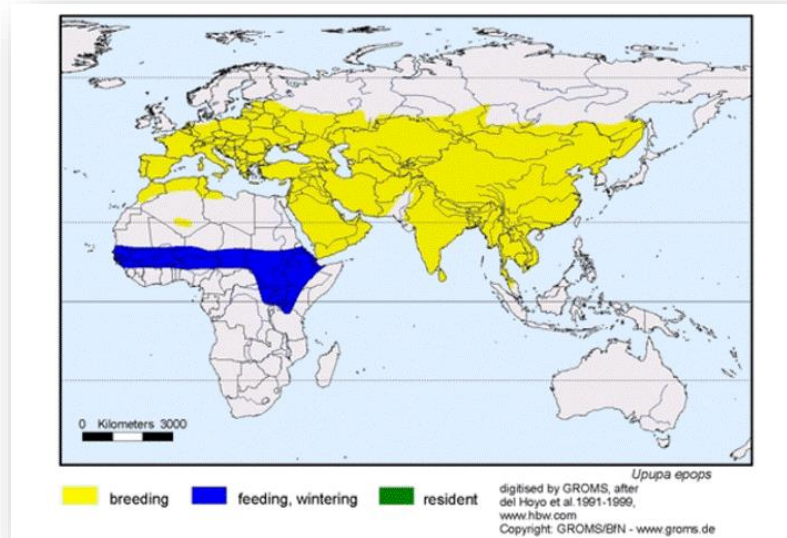 0 Kilometers 3000
Upupa epops
breeding
feeding, wintering
resident
digitised by GROMS, after
del Hoyo et al.1991-1999,
www.hbw.com
Copyright: GROMS/BfN - www.groms.de